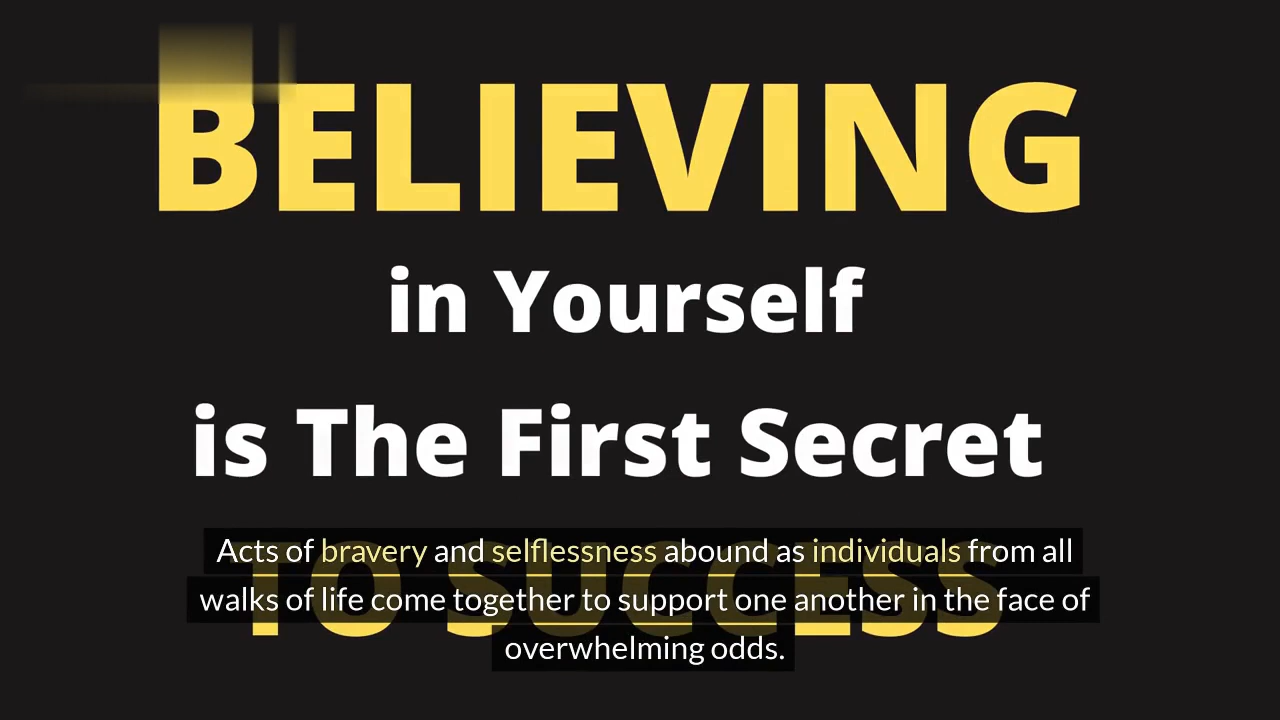 BELIEVING
in Yourself
is The First Secret
TO SUCCESS
Acts of bravery and selflessness abound as individuals from all
walks of life come together to support one another in the face of
overwhelming odds.